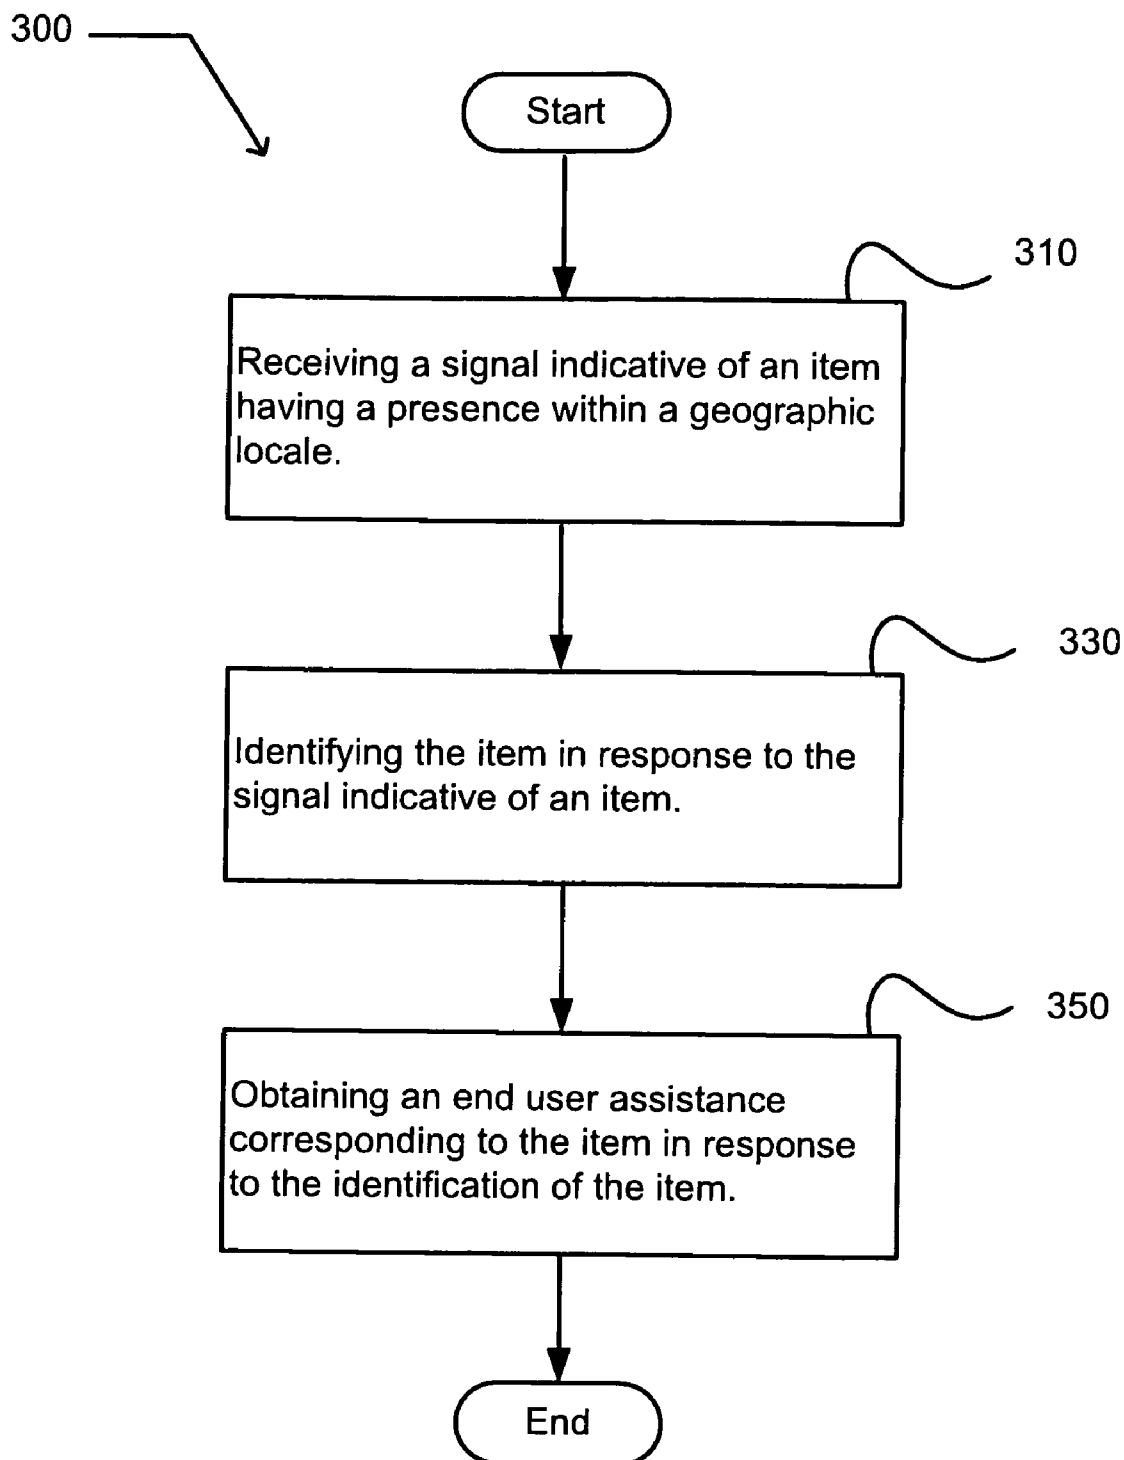 300
Start
310
Receiving a signal indicative of an item
having a presence within a geographic
locale.
330
Identifying the item in response to the
signal indicative of an item.
350
Obtaining an end user assistance
corresponding to the item in response
to the identification of the item.
End